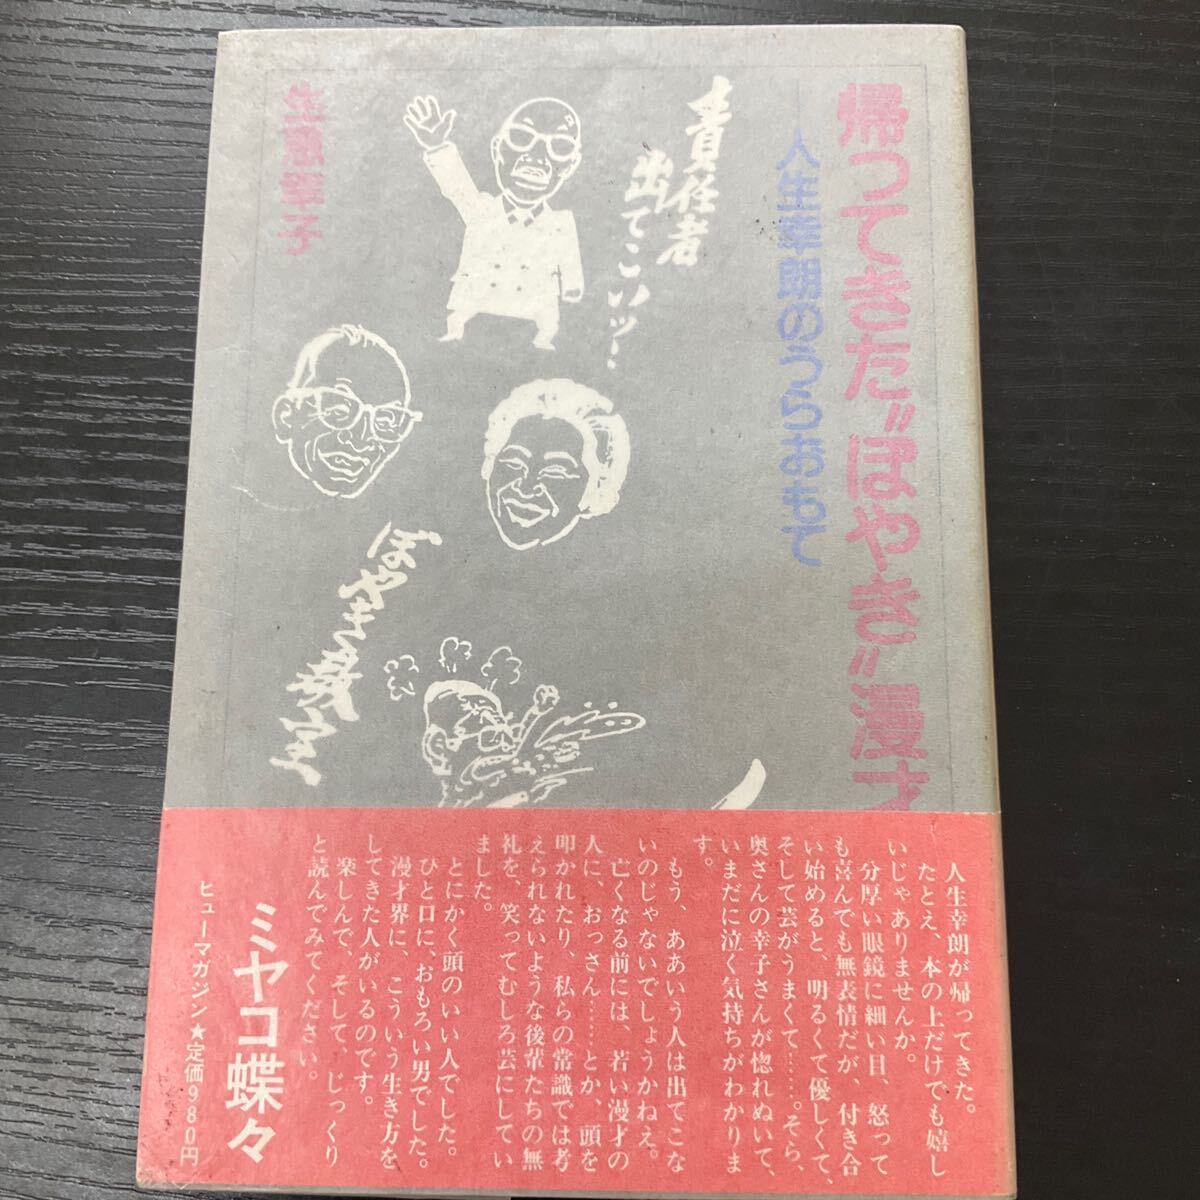 帰ってきた"ぼやき"漫才
人生幸朗のうらおもて
責任者
出てこいッ!
生恵幸子
ぼやき教室
人生幸朗が帰ってきた。
たとえ、本の上だけでも嬉し
いじゃありませんか。
分厚い眼鏡に細い目、怒って
も喜んでも無表情だが、付き合
い始めると、明るくて優しくて、
そして芸がうまくて……。そら、
奥さんの幸子さんが惚れぬいて、
いまだに泣く気持ちがわかりま
す。
もう、ああいう人は出てこな
いのじゃないでしょうかねえ。
亡くなる前には、若い漫才の
人に、おっさん……とか、頭を
叩かれたり、私らの常識では考
えられないような後輩たちの無
礼を、笑ってむしろ芸にしてい
ました。
とにかく頭のいい人でした。
ひと口に、おもろい男でした。
漫才界に、こういう生き方を
してきた人がいるのです。
楽しんで、そして、じっくり
と読んでみてください。
ミヤコ蝶々
ヒューマガジン★定価980円